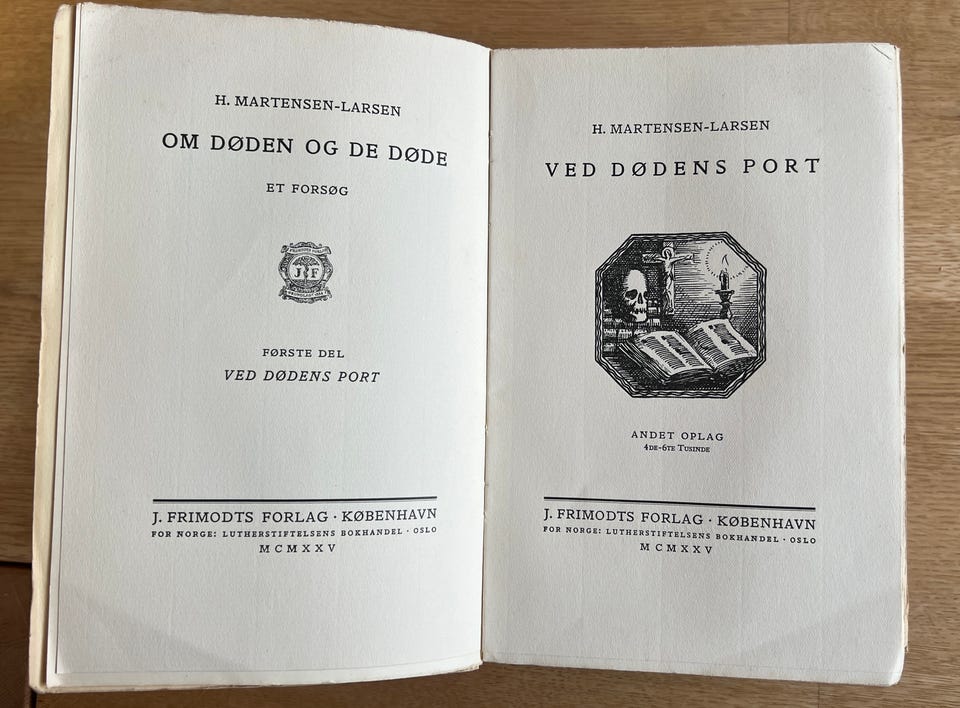 H. MARTENSEN-LARSEN
OM DØDEN OG DE DØDE
ET FORSØG
J F
FØRSTE DEL
VED DØDENS PORT
J. FRIMODTS FORLAG · KØBENHAVN
FOR NORGE: LUTHERSTIFTELSENS BOKHANDEL · OSLO
MCMXXV
H. MARTENSEN-LARSEN
VED DØDENS PORT
ANDET OPLAG
4DE-6TE TUSINDE
J. FRIMODTS FORLAG · KØBENHAVN
FOR NORGE: LUTHERSTIFTELSENS BOKHANDEL · OSLO
MCMXXV